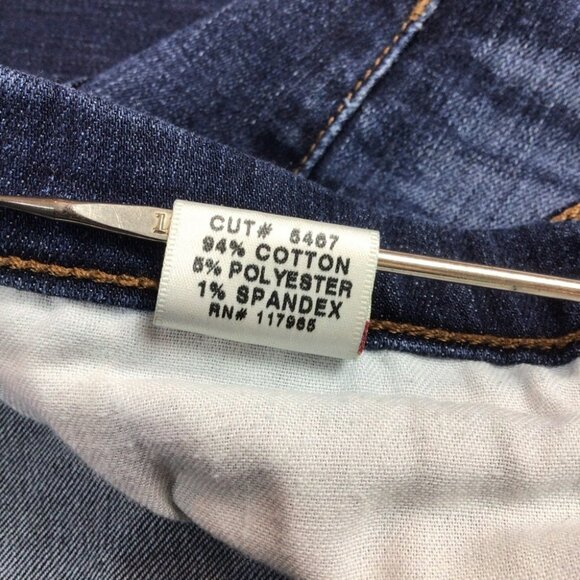 CUT# 5467
94% COTTON
5% POLYESTER
1% SPANDEX
RN# 117965